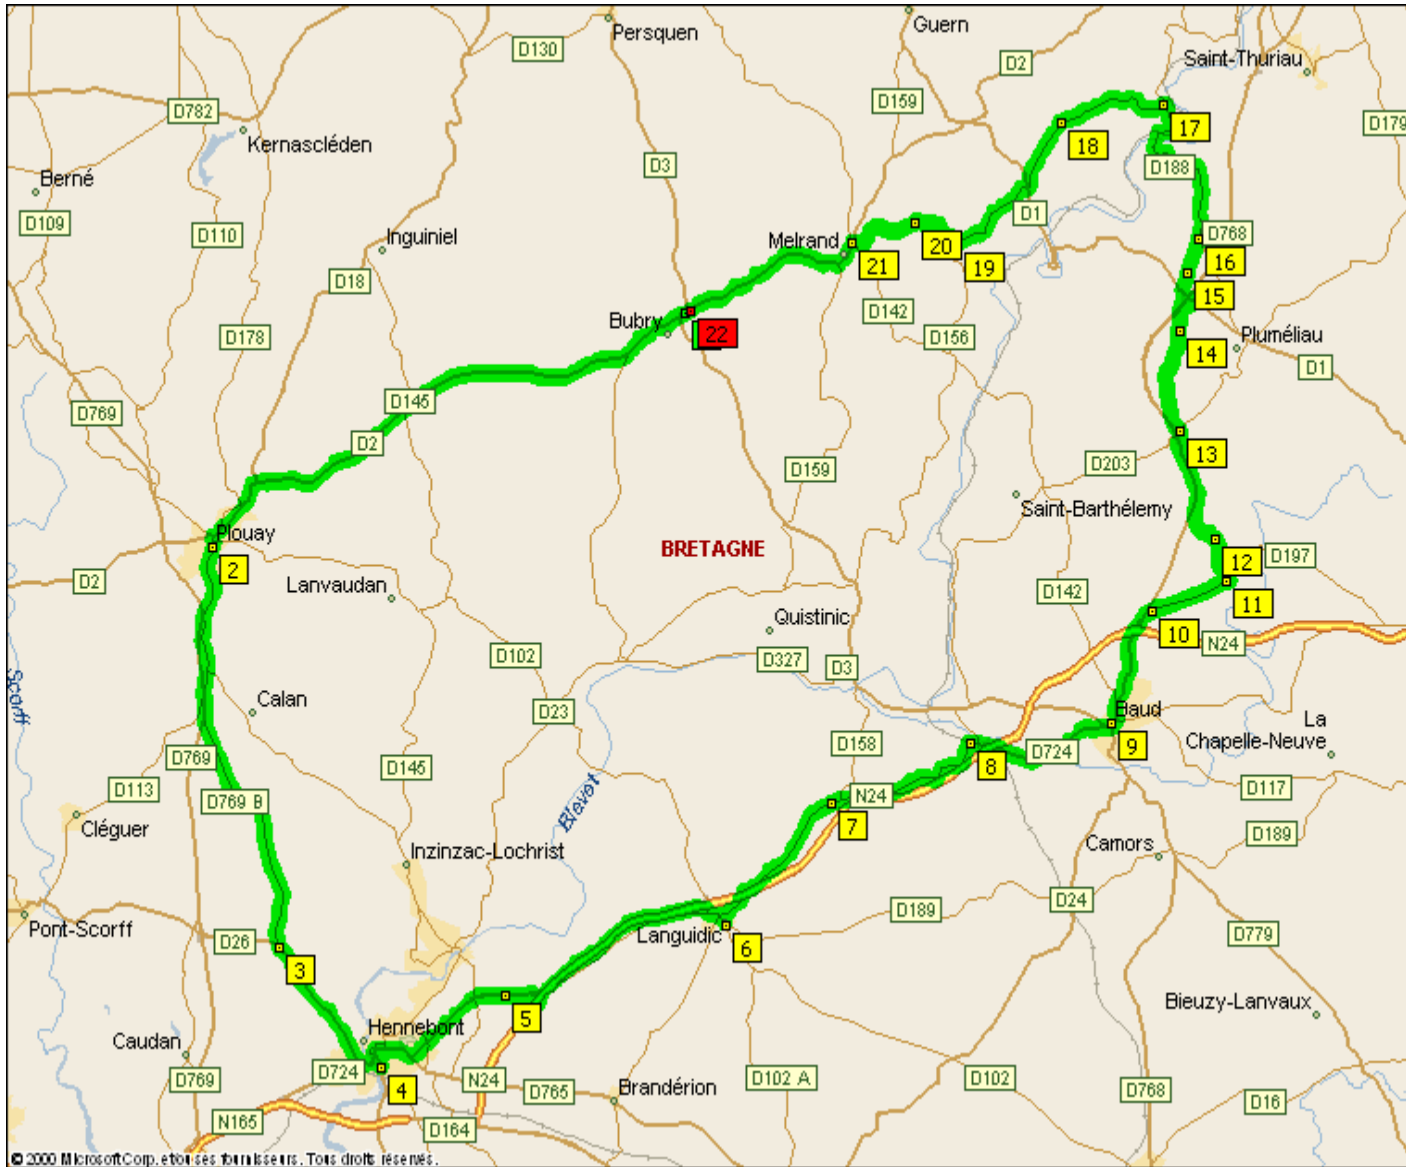 Persquen
Guern
D130
D2
Saint-Thuriau
D782
D159
D179
Kernascléden
17
18
D188
Berné
D3
D109
D110
D1
Inguiniel
Melrand
D768
20
21
19
16
D18
15
D142
Bubry
22
D178
D156
Pluméliau
14
D1
D145
D769
D2
13
D203
D159
Saint-Barthélemy
Plouay
BRETAGNE
2
12
D197
D2
Lanvaudan
D142
11
Quistinic
10
N24
D102
D327
D3
Scorff
Calan
D23
Baud
La
Chapelle-Neuve
D158
9
D769
D145
8
D724
D113
D769 B
Blevet
N24
D117
Cléguer
7
D189
Inzinzac-Lochrist
Camors
D24
D189
Pont-Scorff
D26
Languidic
6
D779
3
Bieuzy-Lanvaux
5
Hennebont
Caudan
D724
D769
4
N24
D765
Brandérion
D102 A
D102
D768
D16
N165
D164
© 2000 Microsoft Corp. et/ou ses fournisseurs. Tous droits réservés.